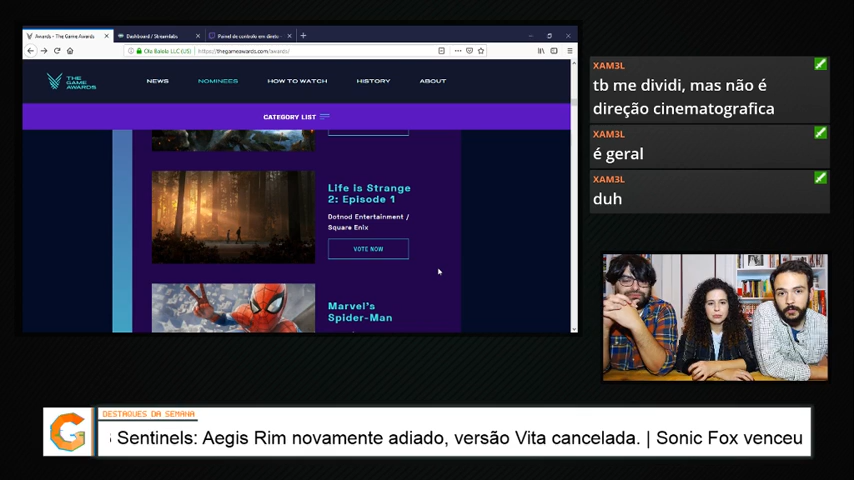 Awards - The Game Awards
Dashboard / Streamlabs
Painel de controlo em direto -
Ola Balola LLC (US)
https://thegameawards.com/awards/
THE
GAME
AWARDS
NEWS
NOMINEES
HOW TO WATCH
HISTORY
ABOUT
CATEGORY LIST
Life is Strange
2: Episode 1
Dotnod Entertainment /
Square Enix
VOTE NOW
Marvel's
Spider-Man
XAM3L
tb me dividi, mas não é
direção cinematografica
XAM3L
é geral
XAM3L
duh
DESTAQUES DA SEMANA
Sentinels: Aegis Rim novamente adiado, versão Vita cancelada. | Sonic Fox venceu